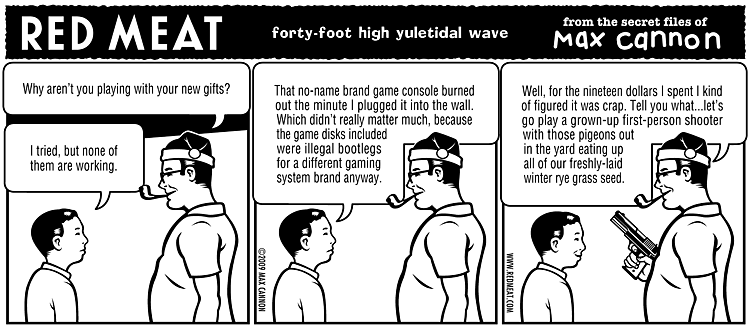 RED MEAT
forty-foot high yuletidal wave
from the secret files of
Max Cannon
Why aren't you playing with your new gifts?
I tried, but none of
them are working.
That no-name brand game console burned
out the minute I plugged it into the wall.
Which didn't really matter much, because
the game disks included
were illegal bootlegs
for a different gaming
system brand anyway.
©2009 MAX CANNON
Well, for the nineteen dollars I spent I kind
of figured it was crap. Tell you what...let's
go play a grown-up first-person shooter
with those pigeons out
in the yard eating up
all of our freshly-laid
winter rye grass seed.
WWW.REDMEAT.COM